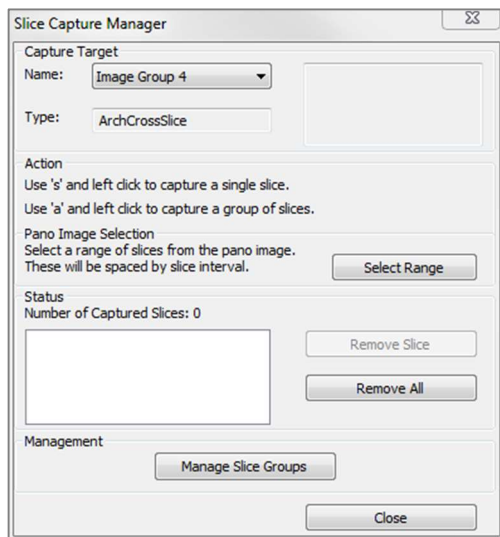 Slice Capture Manager
Capture Target
Name: Image Group 4
Type: ArchCrossSlice
Action
Use 's' and left click to capture a single slice.
Use 'a' and left click to capture a group of slices.
Pano Image Selection
Select a range of slices from the pano image.
These will be spaced by slice interval.
Select Range
Status
Number of Captured Slices: 0
Remove Slice
Remove All
Management
Manage Slice Groups
Close